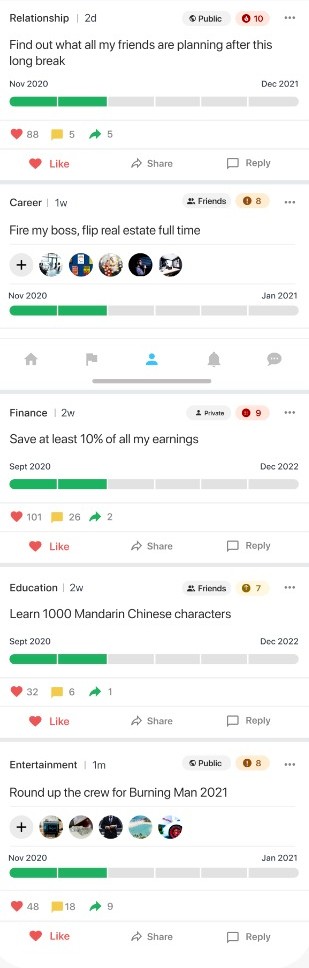 Relationship | 2d Public 10
Find out what all my friends are planning after this
long break
Nov 2020 Dec 2021
88 5 5
Like Share Reply
Career | 1w Friends 8
Fire my boss, flip real estate full time
Nov 2020 Jan 2021
Finance | 2w Private 9
Save at least 10% of all my earnings
Sept 2020 Dec 2022
101 26 2
Like Share Reply
Education | 2w Friends 7
Learn 1000 Mandarin Chinese characters
Sept 2020 Dec 2022
32 6 1
Like Share Reply
Entertainment | 1m Public 8
Round up the crew for Burning Man 2021
Nov 2020 Jan 2021
48 18 9
Like Share Reply